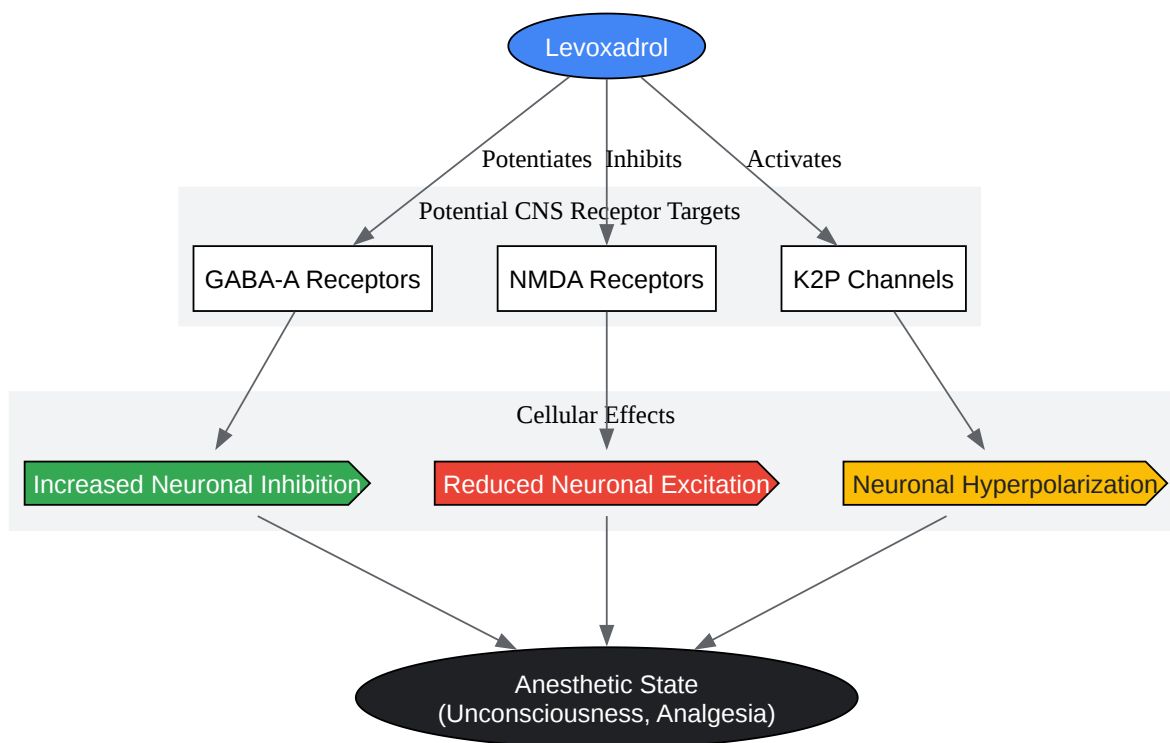 Levoxadrol
Potentiates
Inhibits
Activates
Potential CNS Receptor Targets
GABA-A Receptors
NMDA Receptors
K2P Channels
Cellular Effects
Increased Neuronal Inhibition
Reduced Neuronal Excitation
Neuronal Hyperpolarization
Anesthetic State
(Unconsciousness, Analgesia)